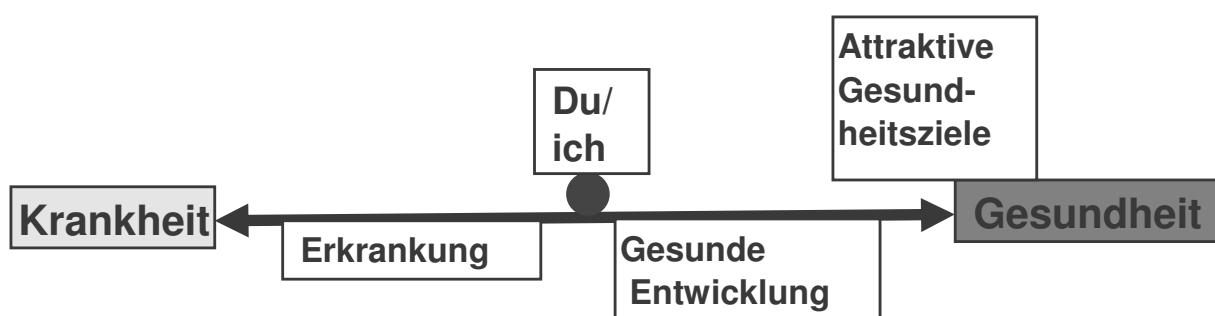 Attraktive
Gesund-
heitsziele
Du/
ich
Krankheit
Gesundheit
Erkrankung
Gesunde
Entwicklung